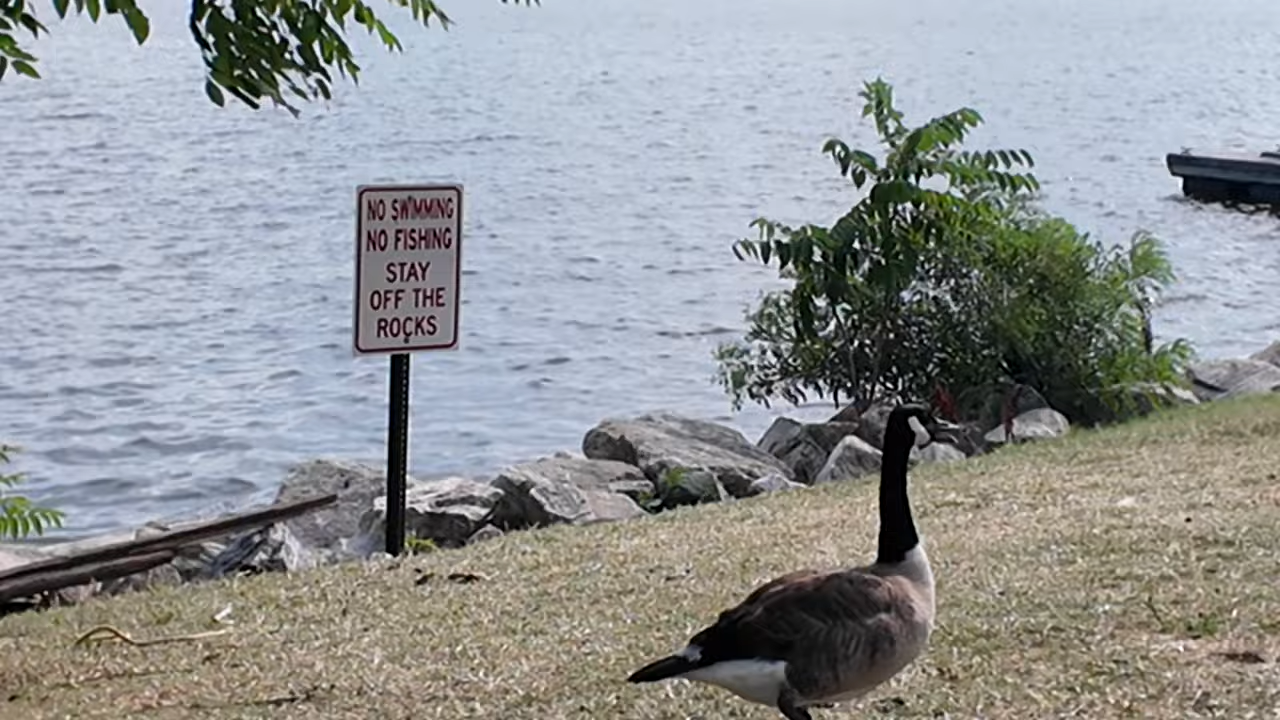 NO SWIMMING
NO FISHING
STAY
OFF THE
ROCKS